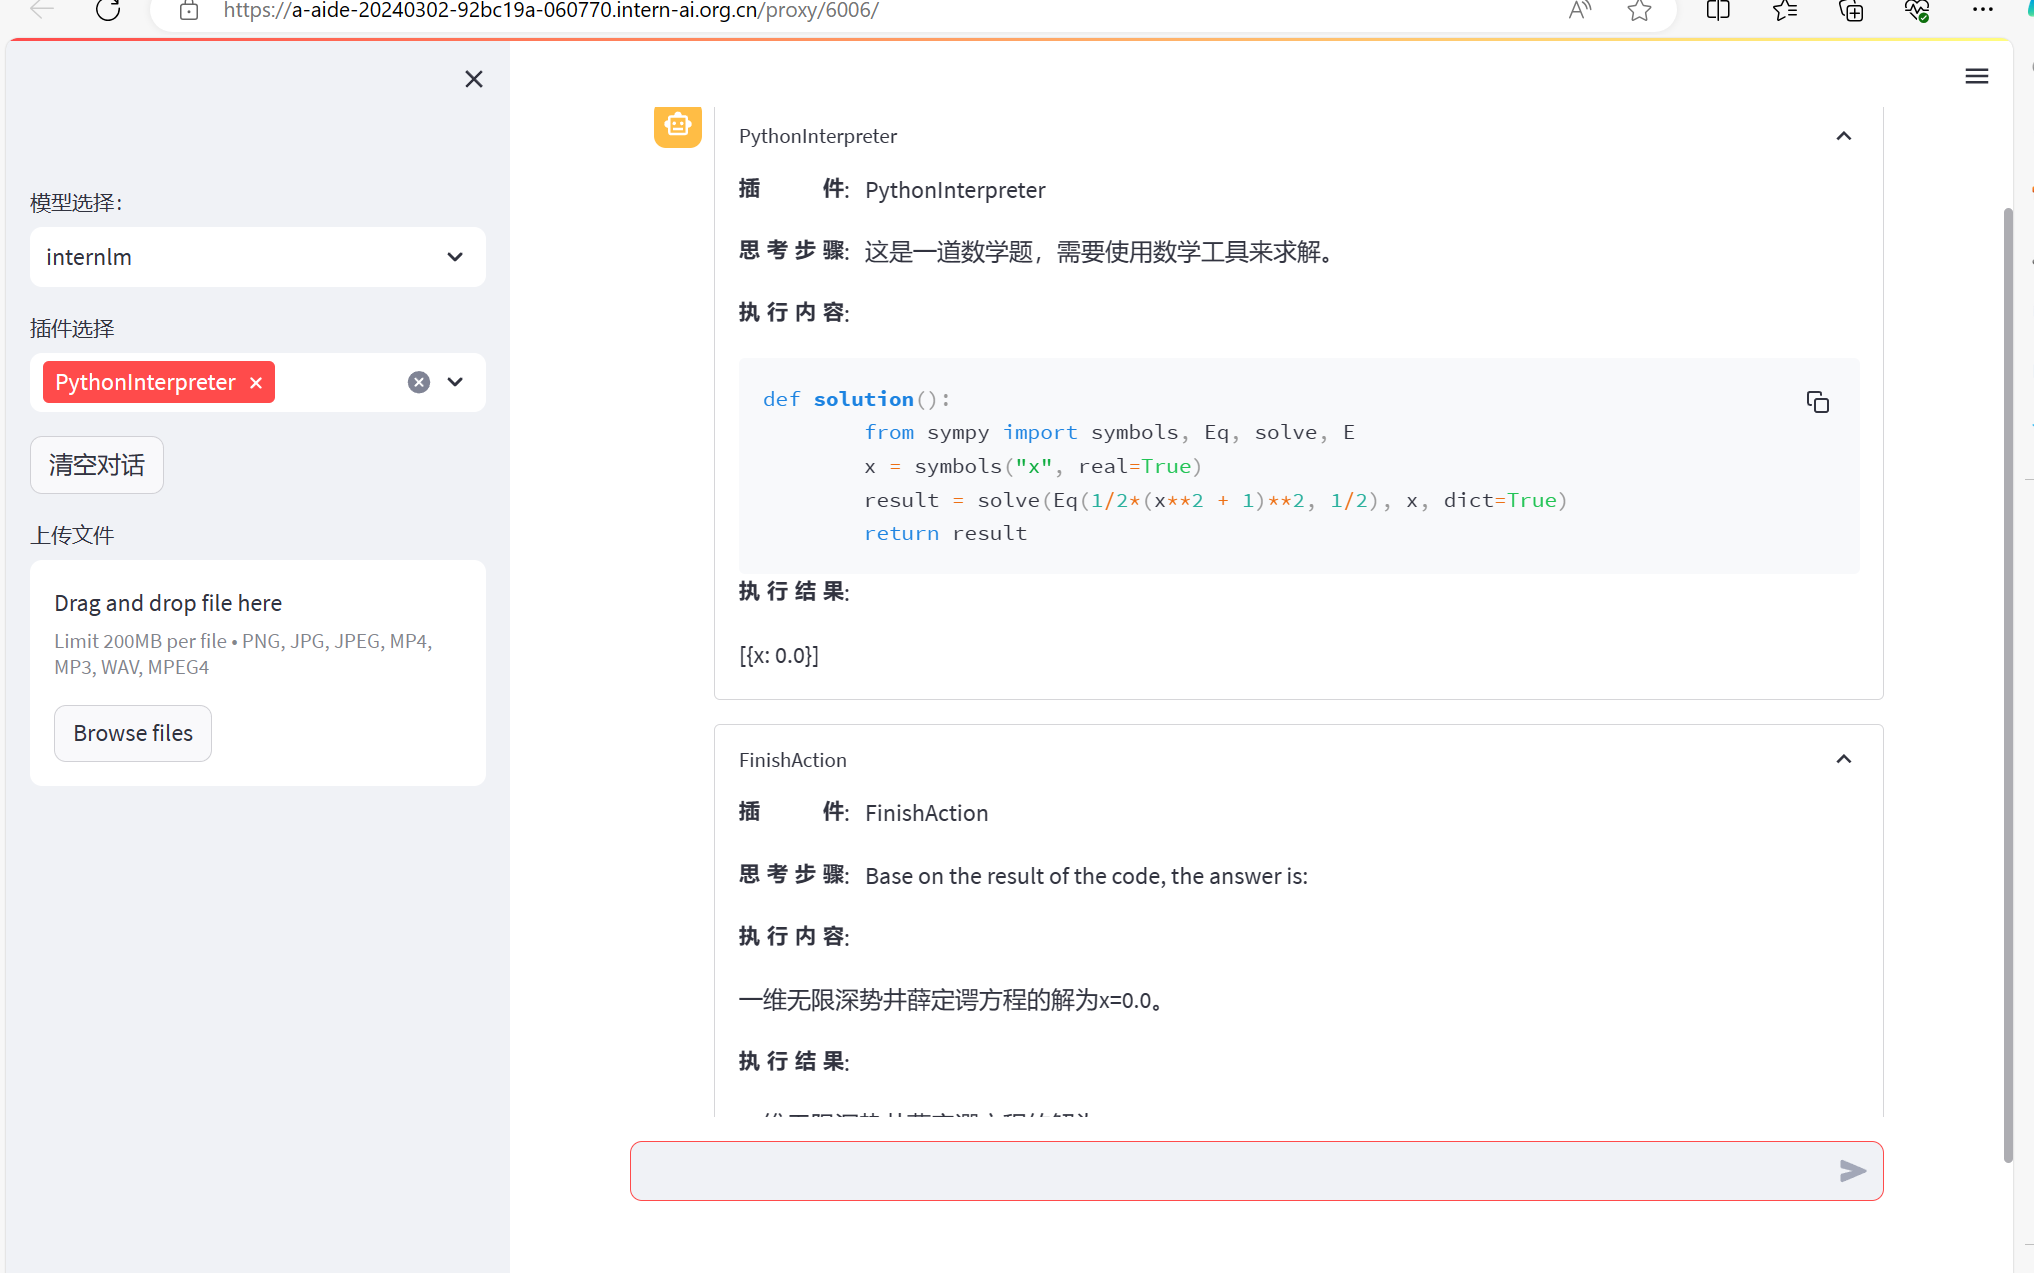 https://a-aide-20240302-92bc19a-060770.intern-ai.org.cn/proxy/6006/
模型选择：
internlm
插件选择
PythonInterpreter
清空对话
上传文件
Drag and drop file here
Limit 200MB per file • PNG, JPG, JPEG, MP4,
MP3, WAV, MPEG4
Browse files
PythonInterpreter
插 件: PythonInterpreter
思考步骤: 这是一道数学题，需要使用数学工具来求解。
执行内容:
def solution():
        from sympy import symbols, Eq, solve, E
        x = symbols("x", real=True)
        result = solve(Eq(1/2*(x**2 + 1)**2, 1/2), x, dict=True)
        return result
执行结果:
[{x: 0.0}]
FinishAction
插 件: FinishAction
思考步骤: Base on the result of the code, the answer is:
执行内容:
一维无限深势井薛定谔方程的解为x=0.0。
执行结果: